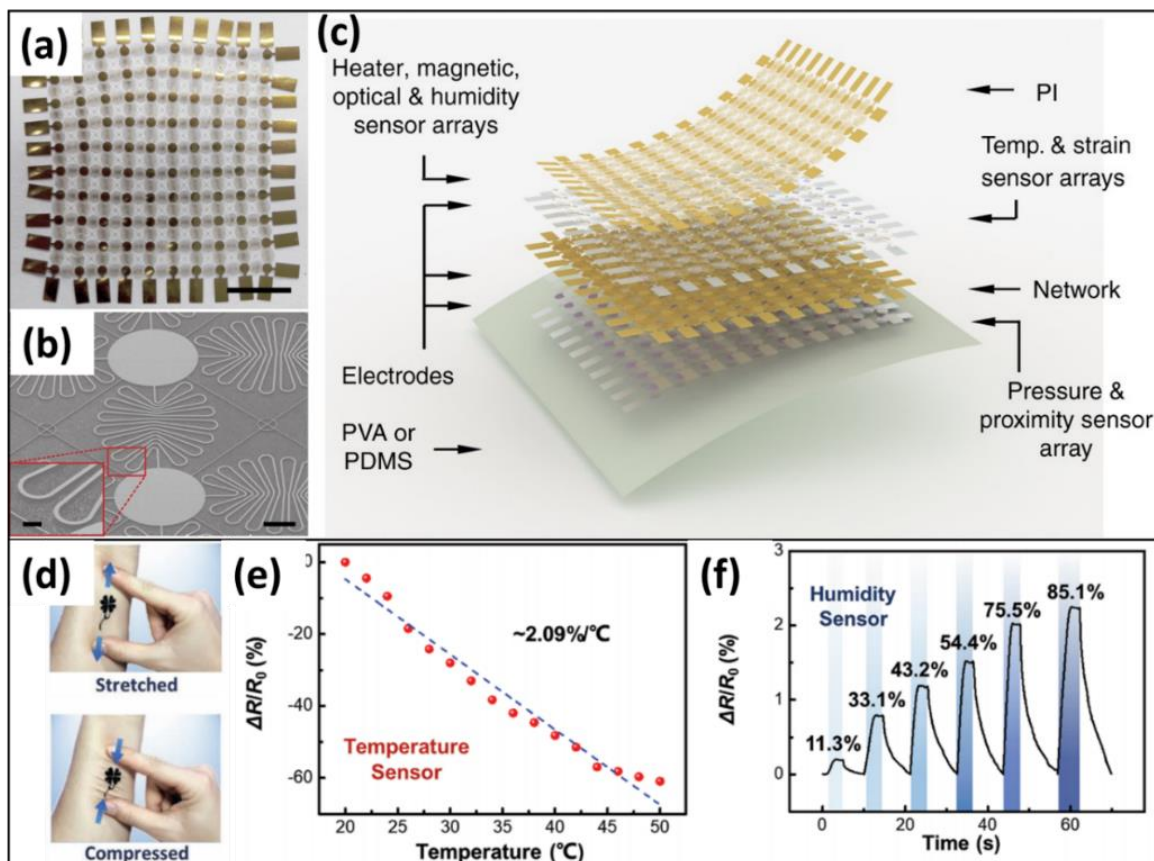 (a)
(b)
(c)
Heater, magnetic,
optical & humidity
sensor arrays
Electrodes
PVA or
PDMS
PI
Temp. & strain
sensor arrays
Network
Pressure &
proximity sensor
array
(d)
Stretched
Compressed
(e)
ΔR/R0 (%)
0
-20
-40
-60
~2.09%/℃
Temperature
Sensor
20 25 30 35 40 45 50
Temperature (℃)
(f)
ΔR/R0 (%)
3
2
1
0
Humidity
Sensor
11.3%
33.1%
43.2%
54.4%
75.5%
85.1%
0 20 40 60
Time (s)